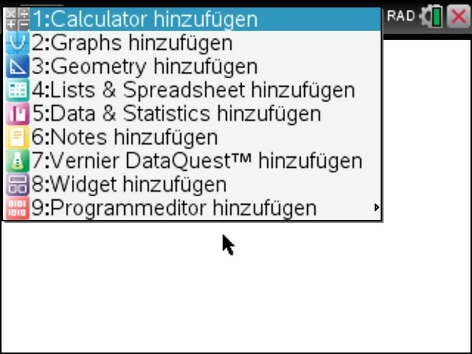 1:Calculator hinzufügen
RAD
2:Graphs hinzufügen
3:Geometry hinzufügen
4:Lists & Spreadsheet hinzufügen
5:Data & Statistics hinzufügen
6:Notes hinzufügen
7:Vernier DataQuest™ hinzufügen
8:Widget hinzufügen
9:Programmeditor hinzufügen